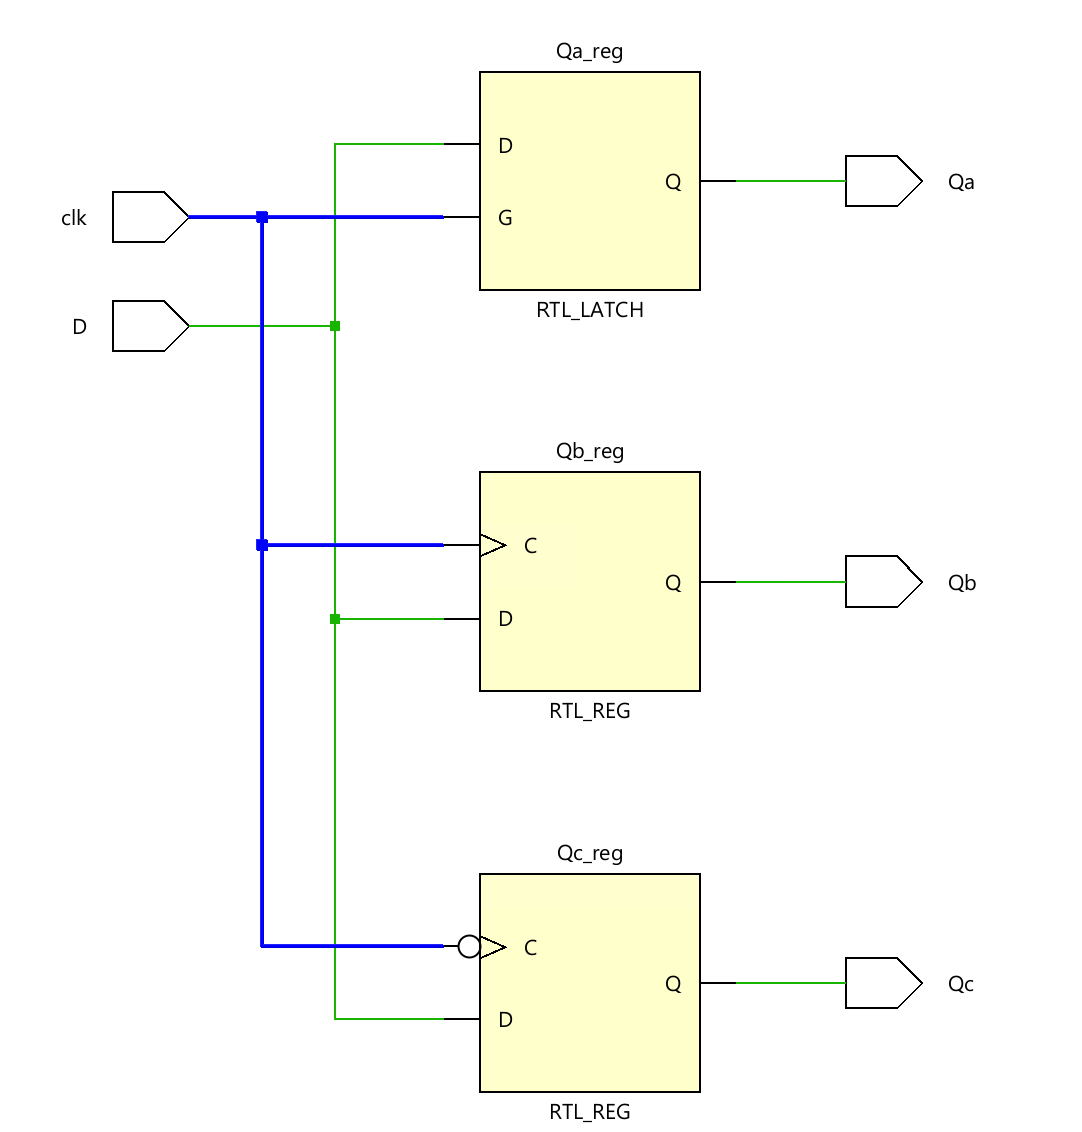 Qa_reg
D
Q
Qa
clk
G
RTL_LATCH
D
Qb_reg
C
Q
Qb
D
RTL_REG
Qc_reg
C
Q
Qc
D
RTL_REG